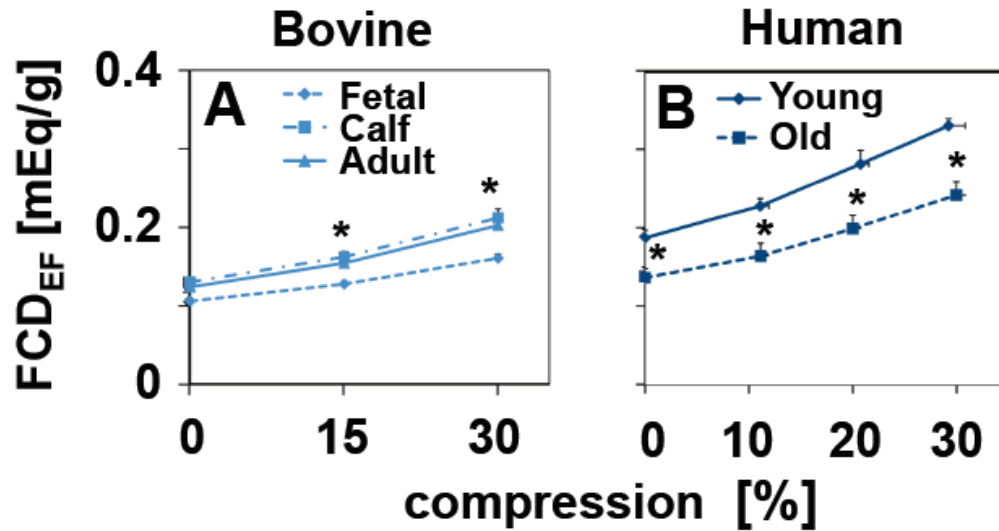 Bovine
Human
FCD_EF [mEq/g]
0.4
0.2
0
A
Fetal
Calf
Adult
*
*
0
15
30
B
Young
Old
*
*
*
*
0
10
20
30
compression [%]